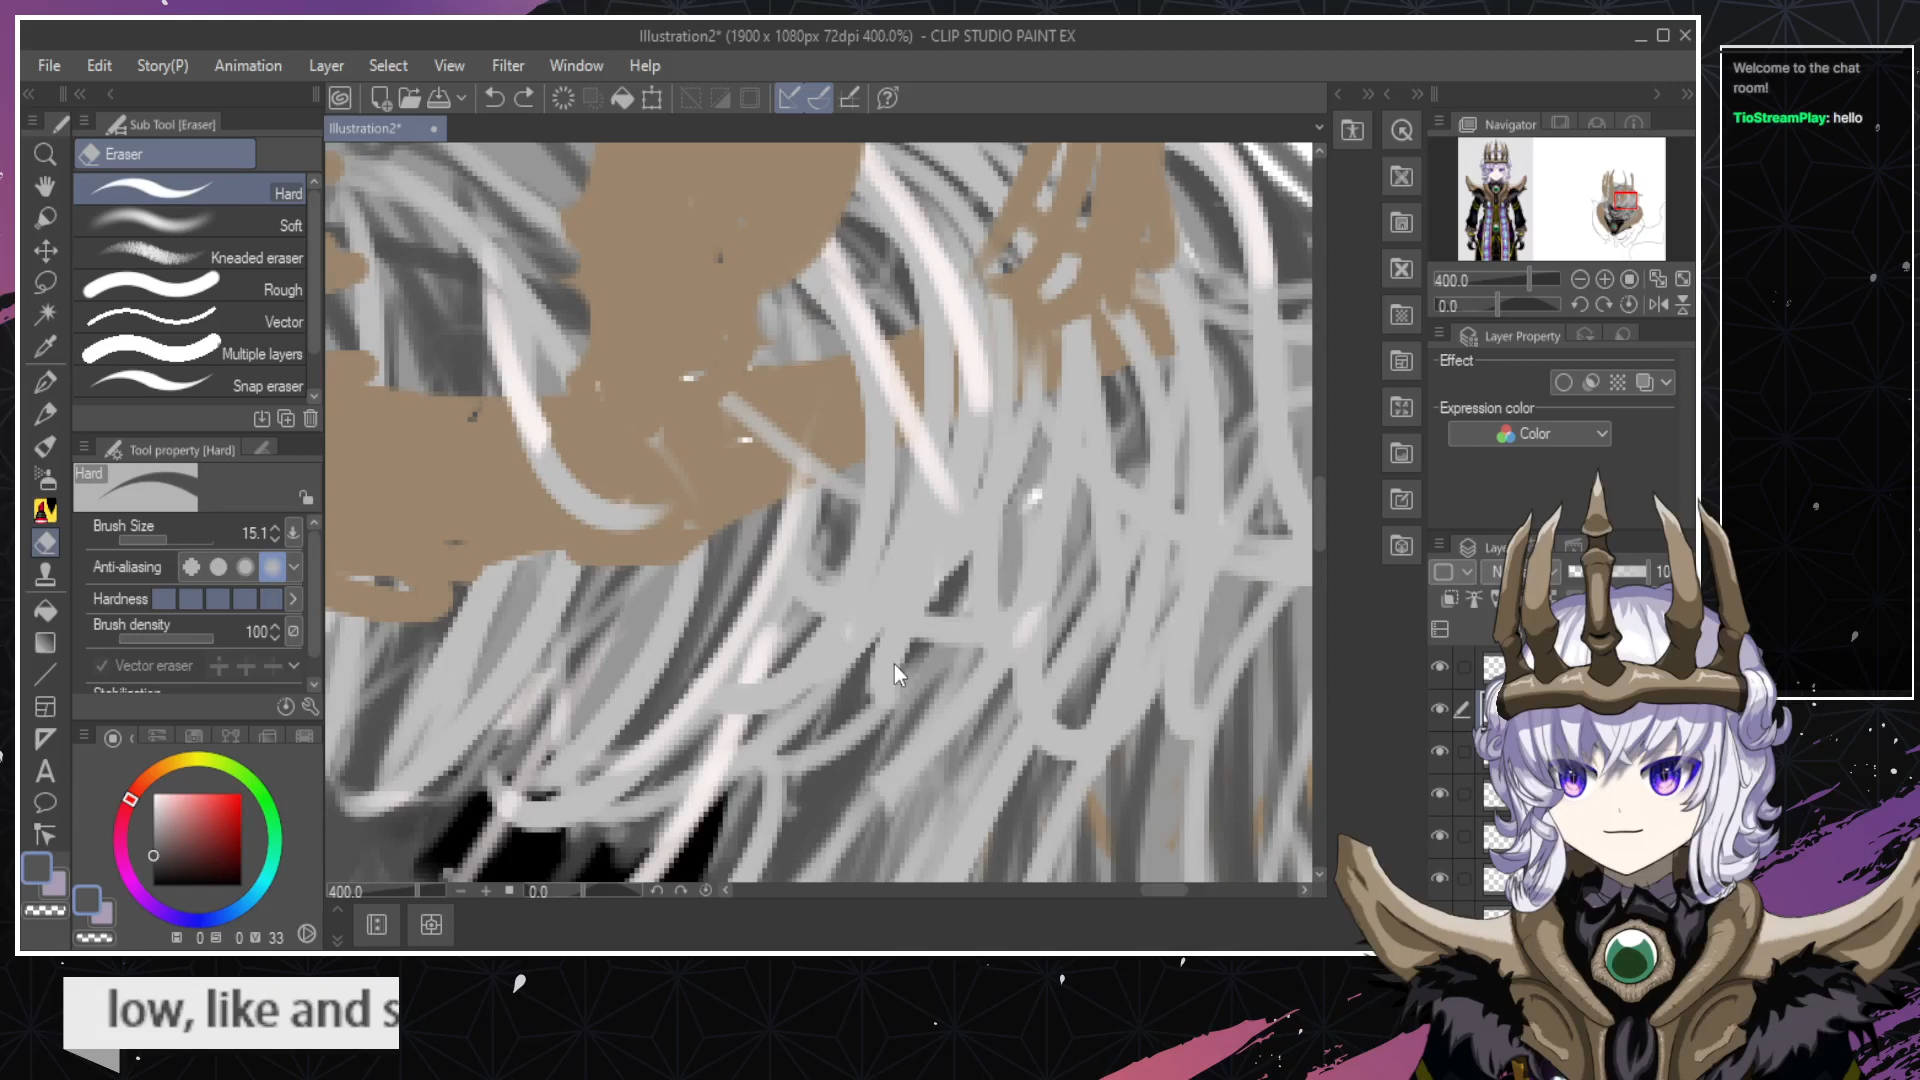 Illustration2* (1900 x 1080px 72dpi 400.0%) - CLIP STUDIO PAINT EX
File Edit Story(P) Animation Layer Select View Filter Window Help
Sub Tool [Eraser]
Eraser
Hard
Soft
Kneaded eraser
Rough
Vector
Multiple layers
Snap eraser
Tool property [Hard]
Hard
Brush Size 15.1
Anti-aliasing
Hardness
Brush density 100
Vector eraser
0 0 33
Illustration2*
400.0 0.0
Navigator
400.0
0.0
Layer Property
Effect
Expression color
Color
Welcome to the chat
room!
TioStreamPlay: hello
low, like and s